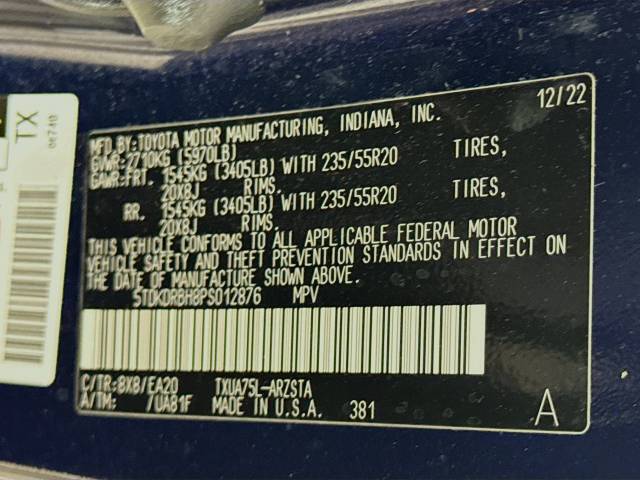 12/22
MFD.BY:TOYOTA MOTOR MANUFACTURING, INDIANA, INC.
GVWR:2710KG (5970LB)
GAWR:FRT. 1545KG (3405LB) WITH 235/55R20 TIRES,
20X8J RIMS.
RR. 1545KG (3405LB) WITH 235/55R20 TIRES,
20X8J RIMS.
THIS VEHICLE CONFORMS TO ALL APPLICABLE FEDERAL MOTOR
VEHICLE SAFETY AND THEFT PREVENTION STANDARDS IN EFFECT ON
THE DATE OF MANUFACTURE SHOWN ABOVE.
5TDKDRBH8PS012876 MPV
C/TR:8X8/EA20 TXUA75L-ARZSTA
A/TM: /UA81F MADE IN U.S.A. 381
A
TX